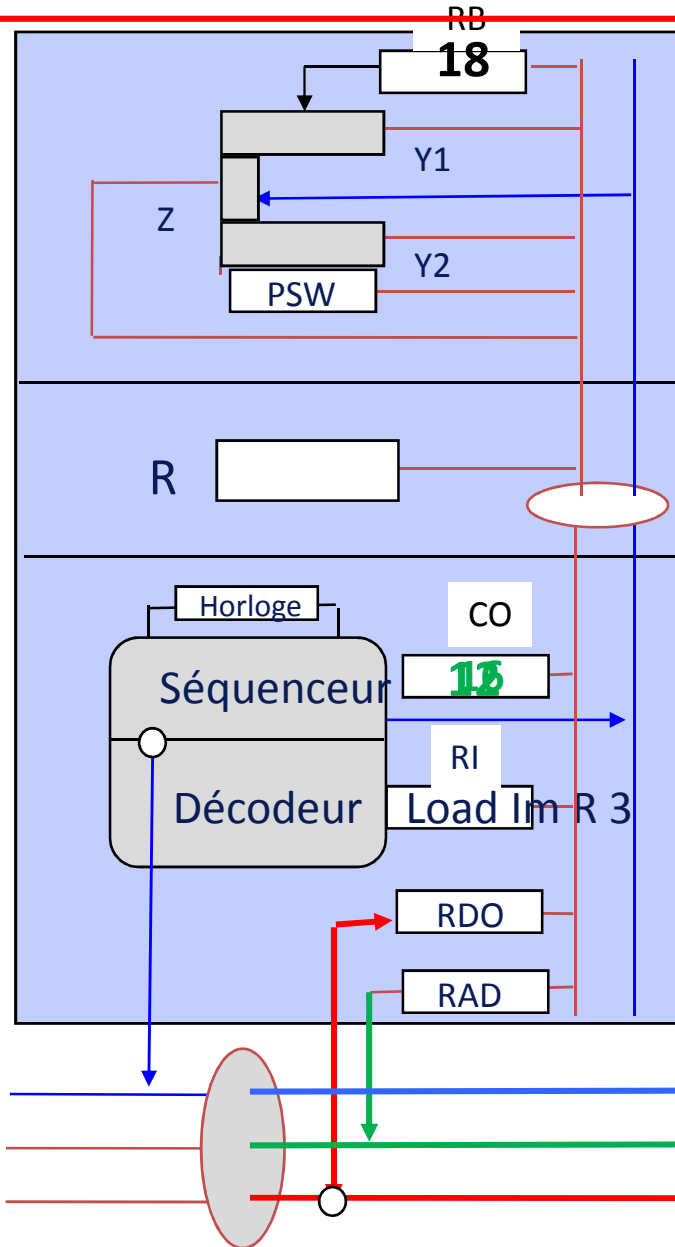 RB
18
Y1
Z
Y2
PSW
R
Horloge
CO
Séquenceur
RI
Décodeur
Load Im R 3
RDO
RAD